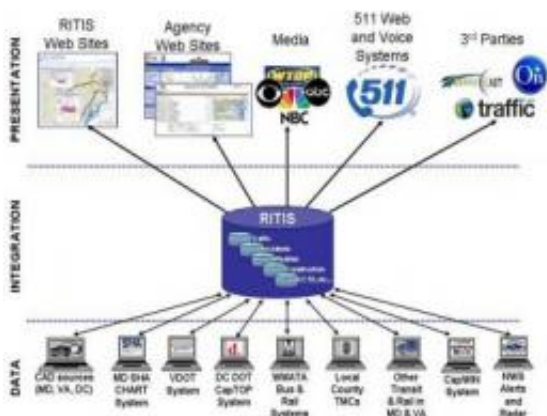 PRESENTATION
RITIS
Web Sites
Agency
Web Sites
Media
511 Web
and Voice
Systems
3rd Parties
abc
NBC
511
On
traffic
INTEGRATION
RITIS
DATA
CAD sources
(MD, VA, DC)
MD SHA
CHART
System
VDOT
System
DC DOT
CapTOP
System
WMATA
Bus &
Rail
Systems
Local
County
TMCs
Other
Transit
& Rail in
MD & VA
CapWIN
System
NWS
Alerts
and
Radar